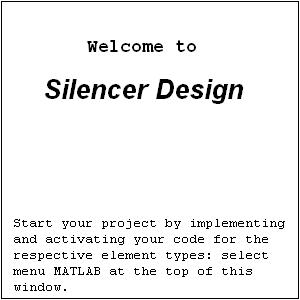 Welcome to
Silencer Design
Start your project by implementing
and activating your code for the
respective element types: select
menu MATLAB at the top of this
window.